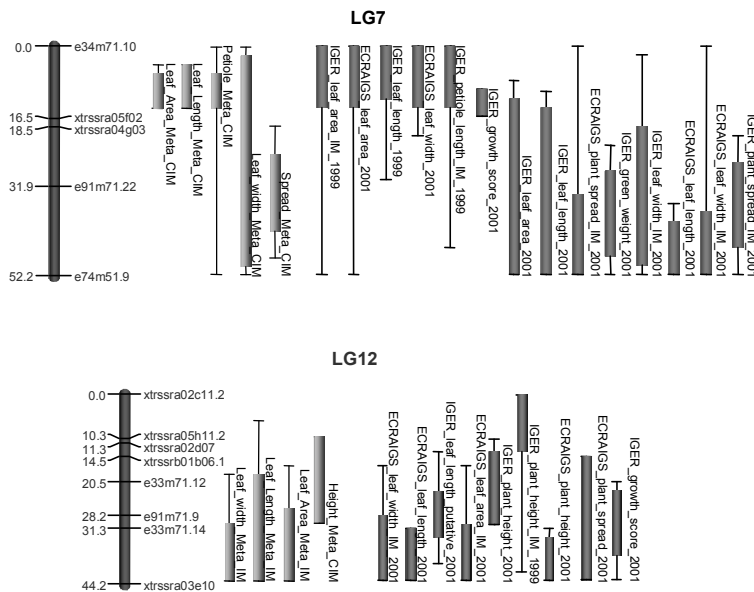 LG7
0.0
e34m71.10
16.5
xtrssra05f02
18.5
xtrssra04g03
31.9
e91m71.22
52.2
e74m51.9
Leaf_Area_Meta_CIM
Leaf_Length_Meta_CIM
Petiole_Meta_CIM
Leaf_width_Meta_CIM
Spread_Meta_CIM
IGER_leaf_area_IM_1999
ECRAIGS_leaf_area_2001
IGER_leaf_length_1999
ECRAIGS_leaf_width_2001
IGER_petiole_length_IM_1999
IGER_growth_score_2001
IGER_leaf_area_2001
IGER_leaf_length_2001
ECRAIGS_plant_spread_IM_2001
IGER_green_weight_2001
IGER_leaf_width_IM_2001
ECRAIGS_leaf_length_2001
ECRAIGS_leaf_width_IM_2001
IGER_plant_spread_IM_2001
LG12
0.0
xtrssra02c11.2
10.3
xtrssra05h11.2
11.3
xtrssra02d07
14.5
xtrssrb01b06.1
20.5
e33m71.12
28.2
e91m71.9
31.3
e33m71.14
44.2
xtrssra03e10
Leaf_width_Meta_IM
Leaf_Length_Meta_IM
Leaf_Area_Meta_IM
Height_Meta_CIM
ECRAIGS_leaf_width_IM_2001
ECRAIGS_leaf_length_2001
IGER_leaf_length_putative_2001
ECRAIGS_leaf_area_IM_2001
IGER_plant_height_2001
IGER_plant_height_IM_1999
ECRAIGS_plant_height_2001
ECRAIGS_plant_spread_2001
IGER_growth_score_2001